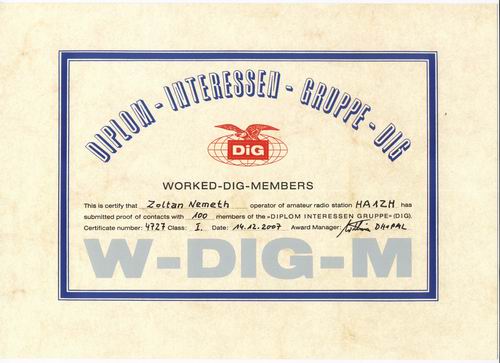 DIPLOM - INTERESSEN - GRUPPE - DIG
DiG
WORKED-DIG-MEMBERS
This is certify that Zoltan Nemeth operator of amateur radio station HA1ZH has
submitted proof of contacts with 100 members of the »DIPLOM INTERESSEN GRUPPE« (DIG).
Certificate number: 4727 Class: I. Date: 14.12.2007 Award Manager:
W-DIG-M